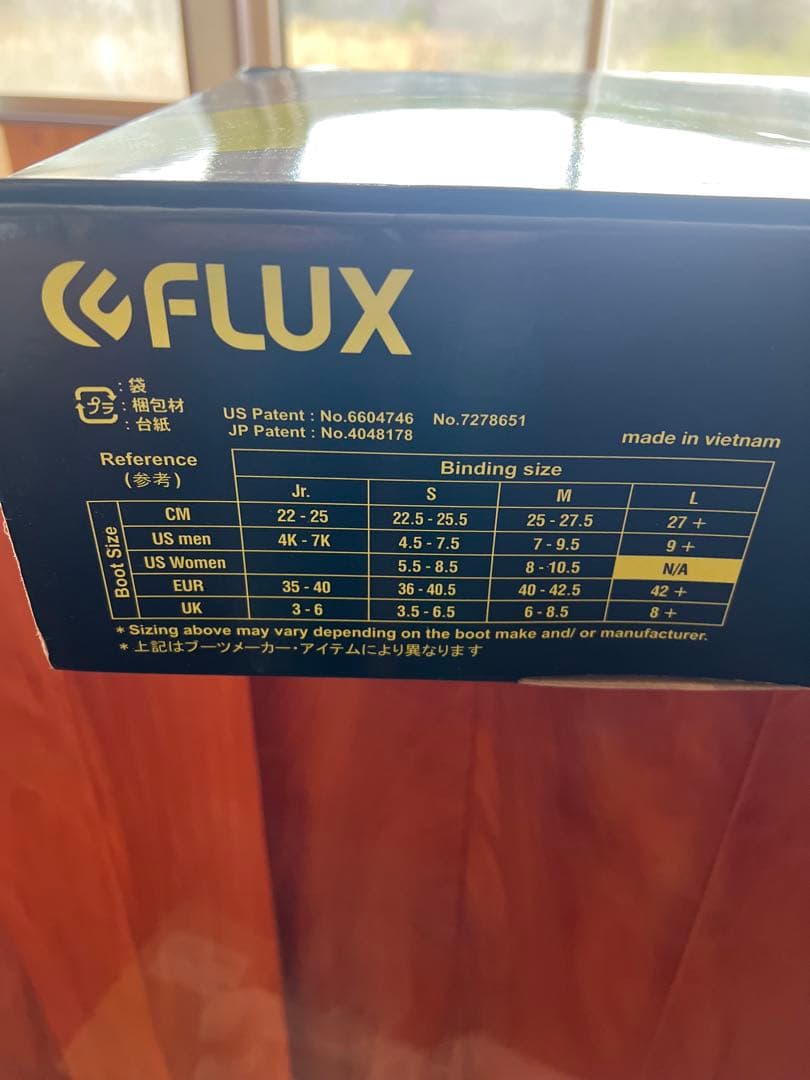 FLUX
プラ : 袋
: 梱包材
: 台紙
US Patent : No.6604746 No.7278651
JP Patent : No.4048178
made in vietnam
Reference
(参考)
Binding size
Jr. S M L
Boot Size
CM 22 - 25 22.5 - 25.5 25 - 27.5 27 +
US men 4K - 7K 4.5 - 7.5 7 - 9.5 9 +
US Women 5.5 - 8.5 8 - 10.5 N/A
EUR 35 - 40 36 - 40.5 40 - 42.5 42 +
UK 3 - 6 3.5 - 6.5 6 - 8.5 8 +
* Sizing above may vary depending on the boot make and/ or manufacturer.
* 上記はブーツメーカー・アイテムにより異なります